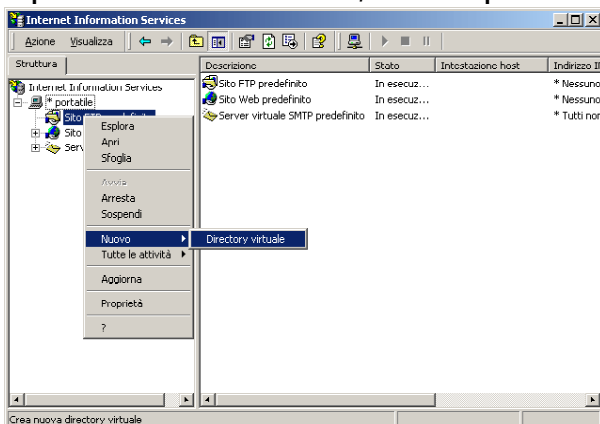 Internet Information Services
Azione Visualizza
Struttura
Descrizione Stato Intestazione host Indirizzo I
Internet Information Services
* portatile
Sito
Sito
Serv
Sito FTP predefinito In esecuz... * Nessuno
Sito Web predefinito In esecuz... * Nessuno
Server virtuale SMTP predefinito In esecuz... * Tutti nor
Esplora
Apri
Sfoglia
Avvia
Arresta
Sospendi
Nuovo
Directory virtuale
Tutte le attività
Aggiorna
Proprietà
?
Crea nuova directory virtuale